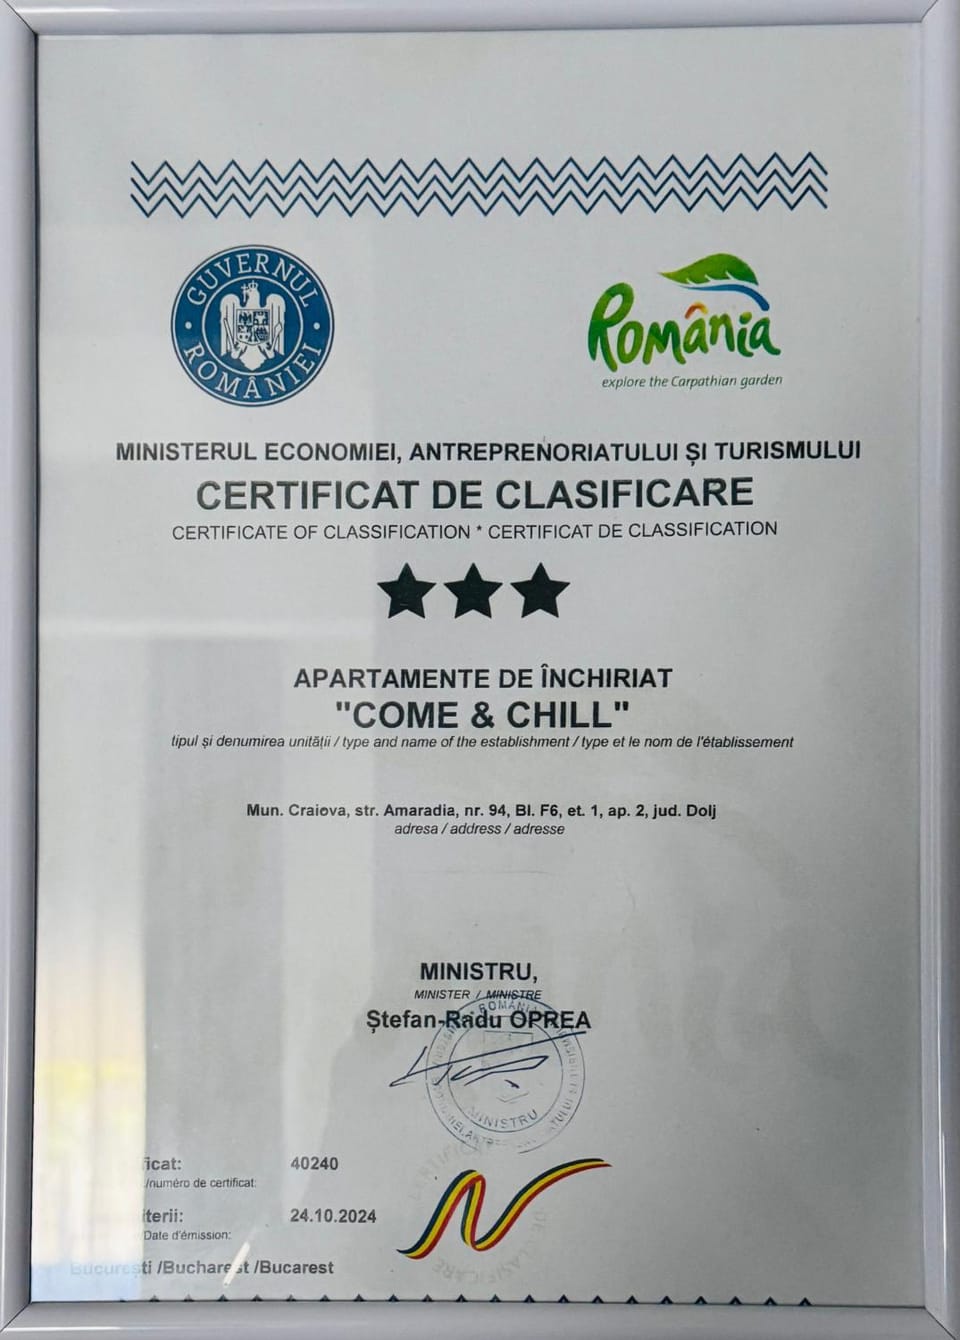 GUVERNUL ROMÂNIEI
România
explore the Carpathian garden
MINISTERUL ECONOMIEI, ANTREPRENORIATULUI ȘI TURISMULUI
CERTIFICAT DE CLASIFICARE
CERTIFICATE OF CLASSIFICATION * CERTIFICAT DE CLASSIFICATION
APARTAMENTE DE ÎNCHIRIAT
"COME & CHILL"
tipul și denumirea unității / type and name of the establishment / type et le nom de l'établissement
Mun. Craiova, str. Amaradia, nr. 94, Bl. F6, et. 1, ap. 2, jud. Dolj
adresa / address / adresse
MINISTRU,
MINISTER / MINISTRE
Ștefan-Radu OPREA
ROMÂNIA
MINISTRU
icat: 40240
/numéro de certificat:
iterii: 24.10.2024
Date d'émission:
București /Bucharest /Bucarest